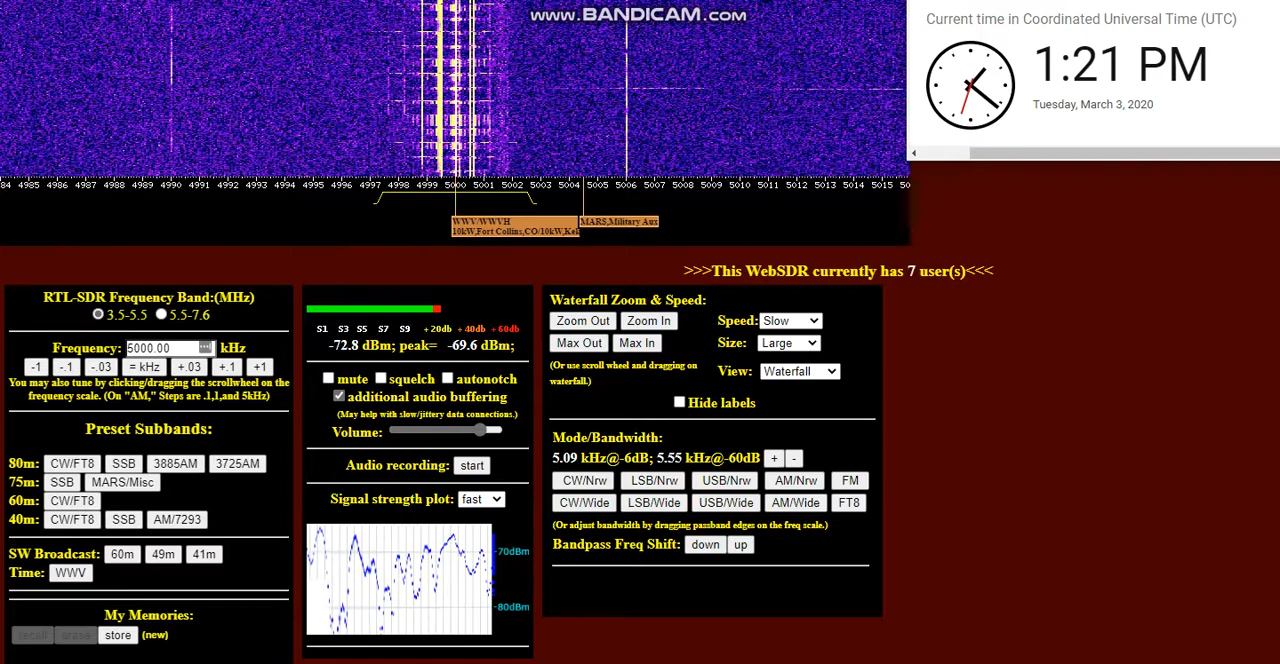 www.BANDICAM.com
Current time in Coordinated Universal Time (UTC)
1:21 PM
Tuesday, March 3, 2020
84 4985 4986 4987 4988 4989 4990 4991 4992 4993 4994 4995 4996 4997 4998 4999 5000 5001 5002 5003 5004 5005 5006 5007 5008 5009 5010 5011 5012 5013 5014 5015 50
WWV/WWVH
10kW,Fort Collins,CO/10kW,Kek
MARS,Military Aux
>>>This WebSDR currently has 7 user(s)<<<
RTL-SDR Frequency Band:(MHz)
3.5-5.5 5.5-7.6
Frequency: 5000.00 kHz
-1 -.1 -.03 = kHz +.03 +.1 +1
You may also tune by clicking/dragging the scrollwheel on the
frequency scale. (On "AM," Steps are .1,1,and 5kHz)
Preset Subbands:
80m: CW/FT8 SSB 3885AM 3725AM
75m: SSB MARS/Misc
60m: CW/FT8
40m: CW/FT8 SSB AM/7293
SW Broadcast: 60m 49m 41m
Time: WWV
My Memories:
recall erase store (new)
S1 S3 S5 S7 S9 +20db +40db +60db
-72.8 dBm; peak= -69.6 dBm;
mute squelch autonotch
additional audio buffering
(May help with slow/jittery data connections.)
Volume:
Audio recording: start
Signal strength plot: fast
-70dBm
-80dBm
Waterfall Zoom & Speed:
Zoom Out Zoom In Speed: Slow
Max Out Max In Size: Large
(Or use scroll wheel and dragging on
waterfall.)
View: Waterfall
Hide labels
Mode/Bandwidth:
5.09 kHz@-6dB; 5.55 kHz@-60dB + -
CW/Nrw LSB/Nrw USB/Nrw AM/Nrw FM
CW/Wide LSB/Wide USB/Wide AM/Wide FT8
(Or adjust bandwidth by dragging passband edges on the freq scale.)
Bandpass Freq Shift: down up